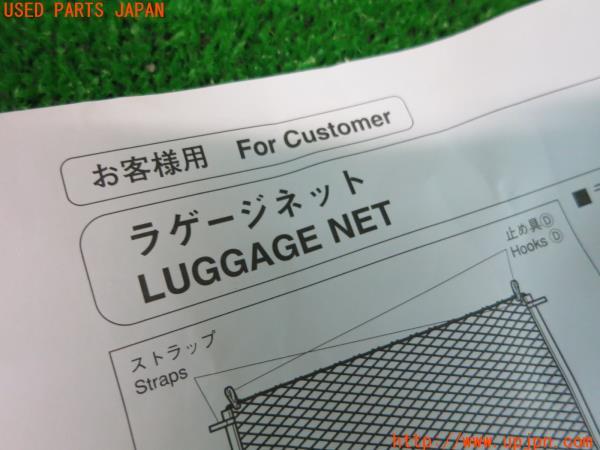 USED PARTS JAPAN
お客様用 For Customer
ラゲージネット
LUGGAGE NET
止め具Ⓓ
Hooks Ⓓ
ストラップ
Straps
http://www.upjpn.com/